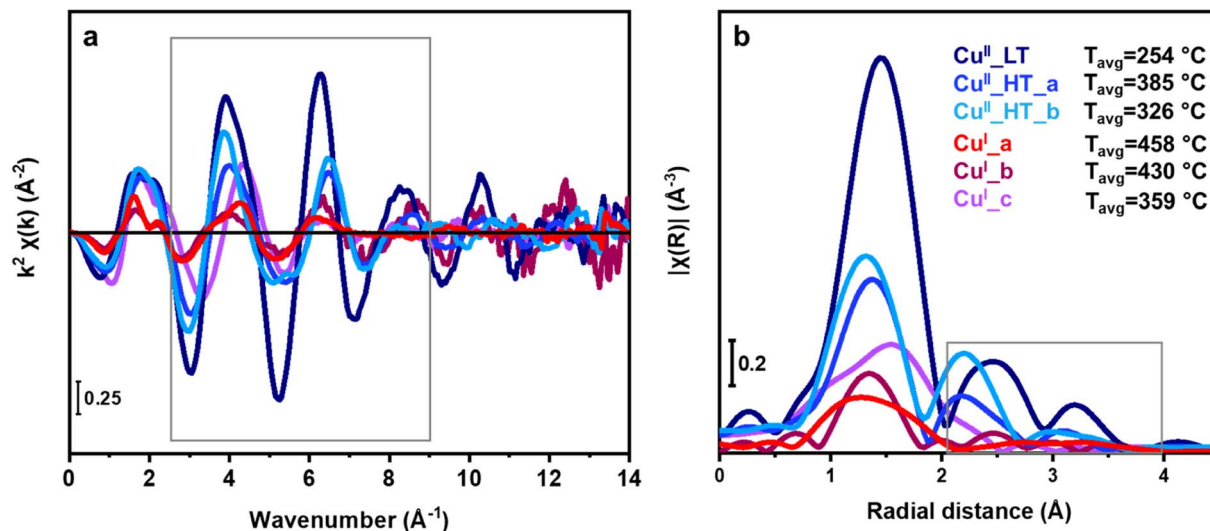 a
k² χ(k) (Å⁻²)
0.25
0 2 4 6 8 10 12 14
Wavenumber (Å⁻¹)
b
Cuᴵᴵ_LT Tavg=254 °C
Cuᴵᴵ_HT_a Tavg=385 °C
Cuᴵᴵ_HT_b Tavg=326 °C
Cuᴵ_a Tavg=458 °C
Cuᴵ_b Tavg=430 °C
Cuᴵ_c Tavg=359 °C
|χ(R)| (Å⁻³)
0.2
0 1 2 3 4
Radial distance (Å)